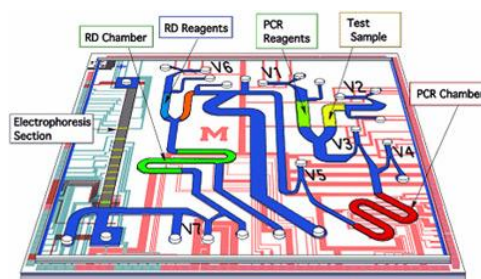 RD Chamber
RD Reagents
PCR
Reagents
Test
Sample
V6
V1
V2
PCR Chamber
Electrophoresis
Section
M
V3
V4
V5
V7